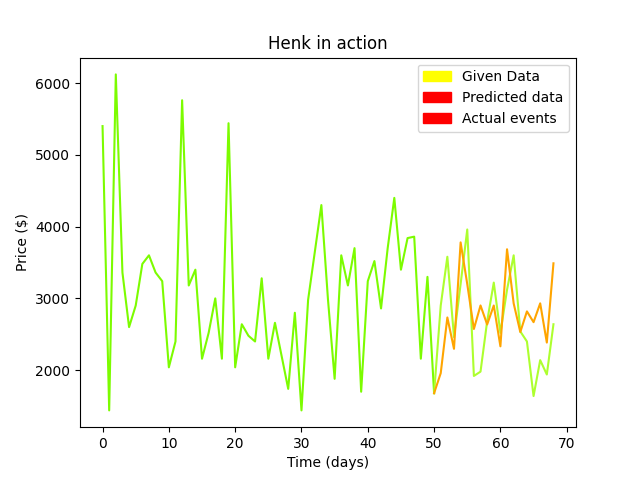 Henk in action
Given Data
Predicted data
Actual events
Price ($)
6000
5000
4000
3000
2000
0
10
20
30
40
50
60
70
Time (days)